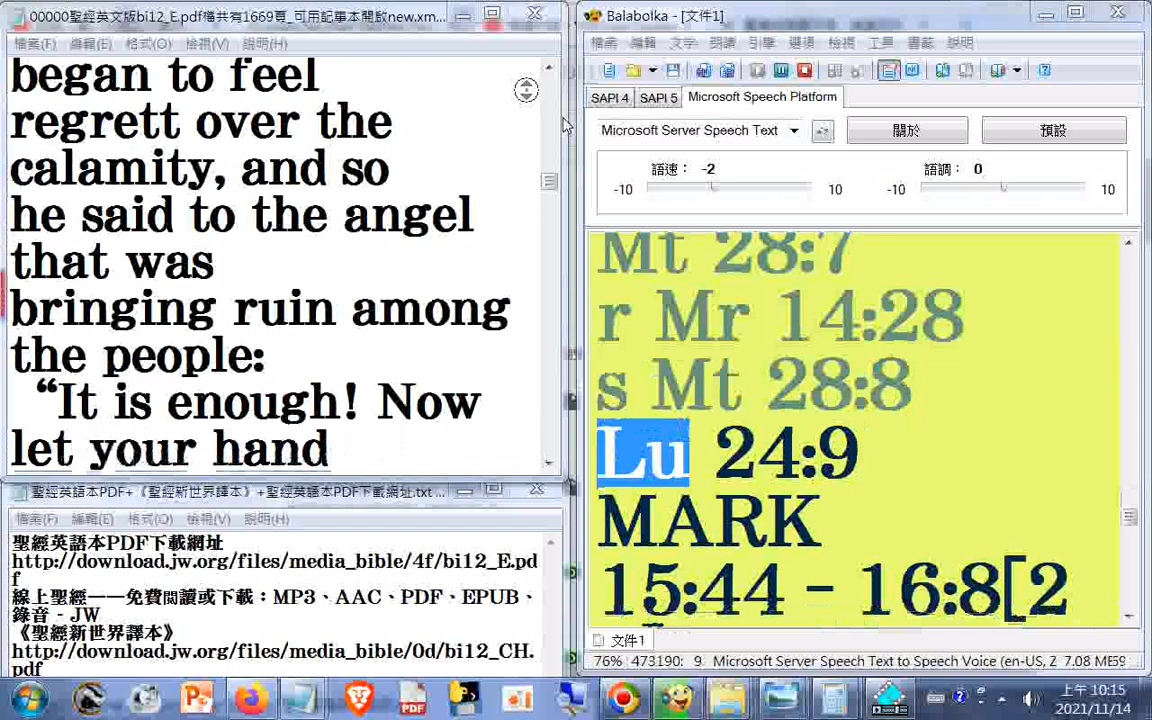 00000聖經英文版bi12_E.pdf檔共有1669頁_可用記事本開啟new.xm...
檔案(F) 編輯(E) 格式(O) 檢視(V) 說明(H)
began to feel
regrett over the
calamity, and so
he said to the angel
that was
bringing ruin among
the people:
“It is enough! Now
let your hand
聖經英語本PDF+《聖經新世界譯本》+聖經英語本PDF下載網址.txt ...
檔案(F) 編輯(E) 格式(O) 檢視(V) 說明(H)
聖經英語本PDF下載網址
http://download.jw.org/files/media_bible/4f/bi12_E.pd
f
線上聖經——免費閱讀或下載：MP3、AAC、PDF、EPUB、
錄音 - JW
《聖經新世界譯本》
http://download.jw.org/files/media_bible/0d/bi12_CH.
pdf
Balabolka - [文件1]
檔案 編輯 文字 朗讀 引擎 選項 檢視 工具 書籤 說明
SAPI 4 SAPI 5 Microsoft Speech Platform
Microsoft Server Speech Text 關於 預設
語速： -2 語調： 0
-10 10 -10 10
Mt 28:7
r Mr 14:28
s Mt 28:8
Lu 24:9
MARK
15:44 - 16:8[2
文件1
76% 473190: 9 Microsoft Server Speech Text to Speech Voice (en-US, Z 7.08 ME59
PDF
上午 10:15
2021/11/14